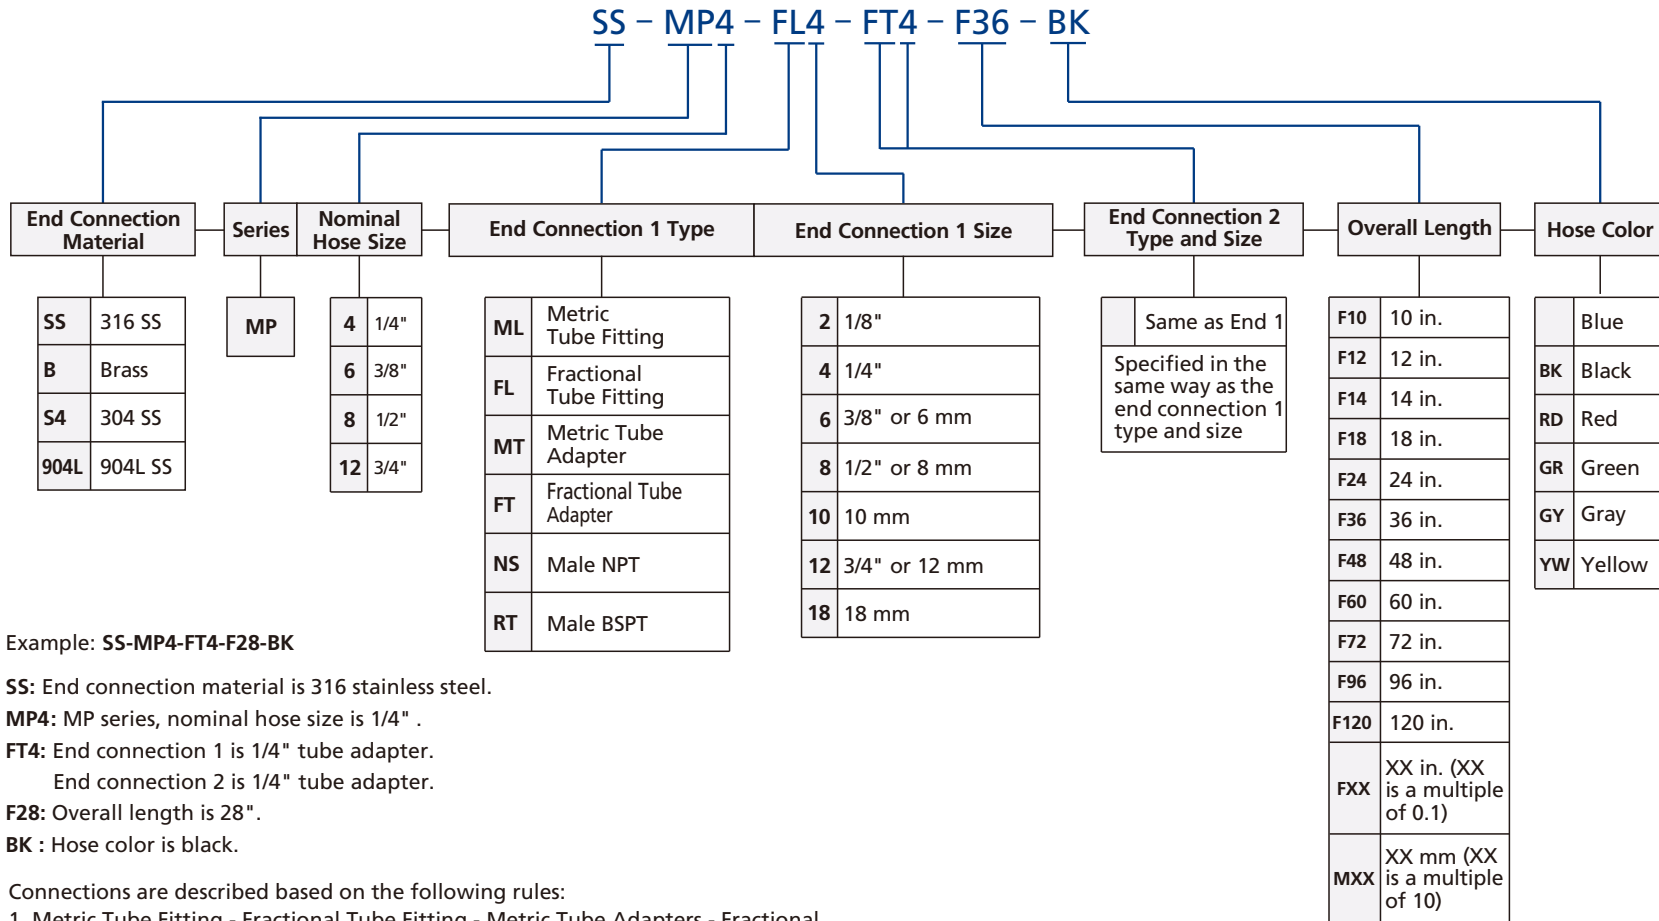 SS – MP4 – FL4 – FT4 – F36 – BK
End Connection
Material
Series
Nominal
Hose Size
End Connection 1 Type
End Connection 1 Size
End Connection 2
Type and Size
Overall Length
Hose Color
SS 316 SS
B Brass
S4 304 SS
904L 904L SS
MP
4 1/4"
6 3/8"
8 1/2"
12 3/4"
ML Metric
Tube Fitting
FL Fractional
Tube Fitting
MT Metric Tube
Adapter
FT Fractional Tube
Adapter
NS Male NPT
RT Male BSPT
2 1/8"
4 1/4"
6 3/8" or 6 mm
8 1/2" or 8 mm
10 10 mm
12 3/4" or 12 mm
18 18 mm
Same as End 1
Specified in the
same way as the
end connection 1
type and size
F10 10 in.
F12 12 in.
F14 14 in.
F18 18 in.
F24 24 in.
F36 36 in.
F48 48 in.
F60 60 in.
F72 72 in.
F96 96 in.
F120 120 in.
FXX XX in. (XX
is a multiple
of 0.1)
MXX XX mm (XX
is a multiple
of 10)
Blue
BK Black
RD Red
GR Green
GY Gray
YW Yellow
Example: SS-MP4-FT4-F28-BK
SS: End connection material is 316 stainless steel.
MP4: MP series, nominal hose size is 1/4" .
FT4: End connection 1 is 1/4" tube adapter.
End connection 2 is 1/4" tube adapter.
F28: Overall length is 28".
BK : Hose color is black.
Connections are described based on the following rules:
1. Metric Tube Fitting - Fractional Tube Fitting - Metric Tube Adapters - Fractional